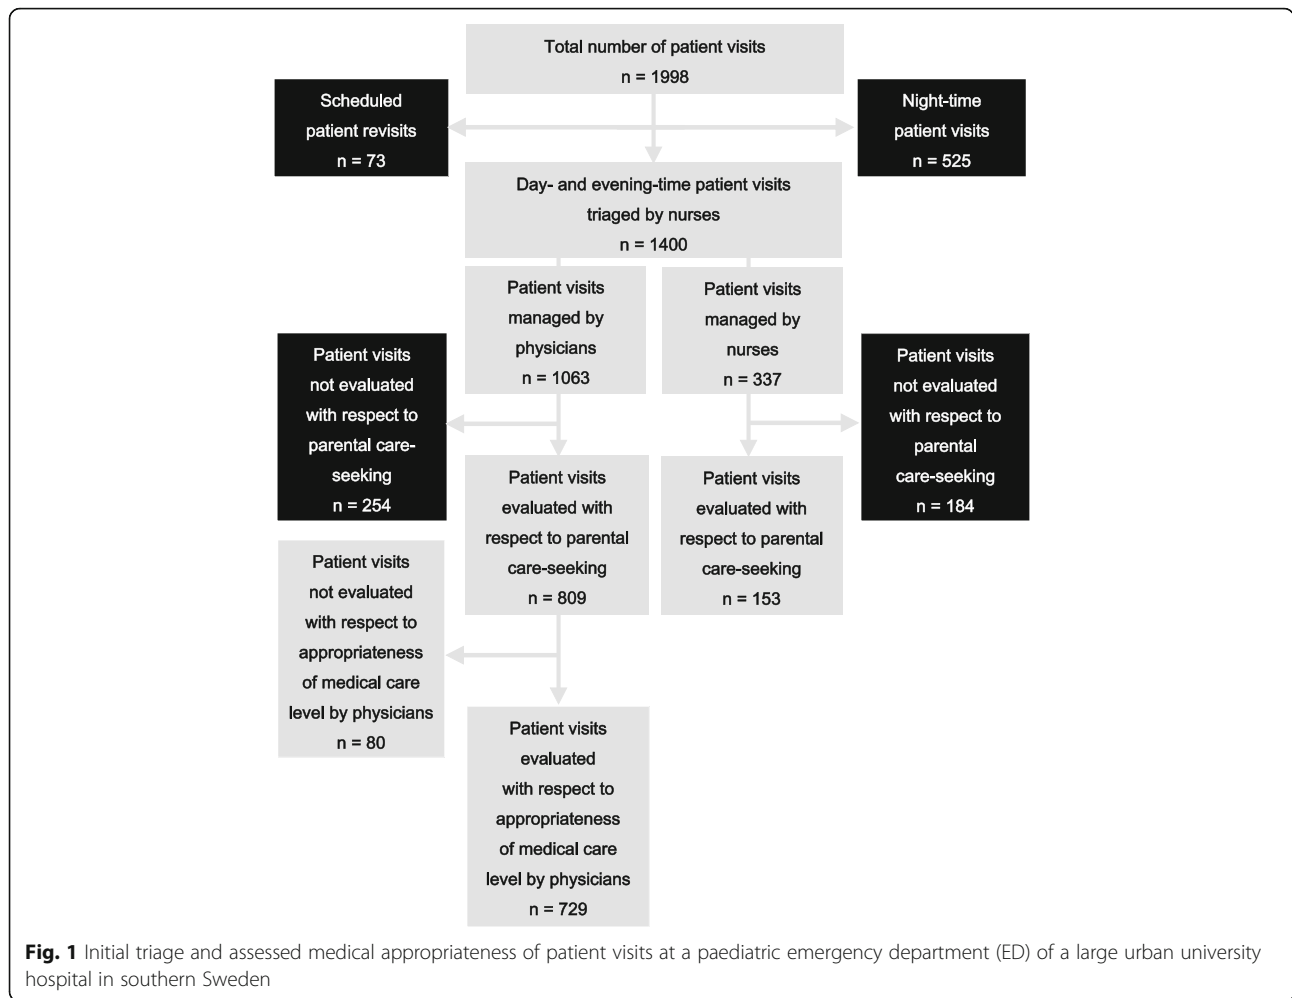 Total number of patient visits
n = 1998
Scheduled
patient revisits
n = 73
Night-time
patient visits
n = 525
Day- and evening-time patient visits
triaged by nurses
n = 1400
Patient visits
managed by
physicians
n = 1063
Patient visits
managed by
nurses
n = 337
Patient visits
not evaluated
with respect to
parental care-
seeking
n = 254
Patient visits
not evaluated
with respect to
parental
care-seeking
n = 184
Patient visits
evaluated with
respect to parental
care-seeking
n = 809
Patient visits
evaluated with
respect to parental
care-seeking
n = 153
Patient visits
not evaluated
with respect to
appropriateness
of medical care
level by physicians
n = 80
Patient visits
evaluated
with respect to
appropriateness
of medical care
level by physicians
n = 729
Fig. 1 Initial triage and assessed medical appropriateness of patient visits at a paediatric emergency department (ED) of a large urban university
hospital in southern Sweden